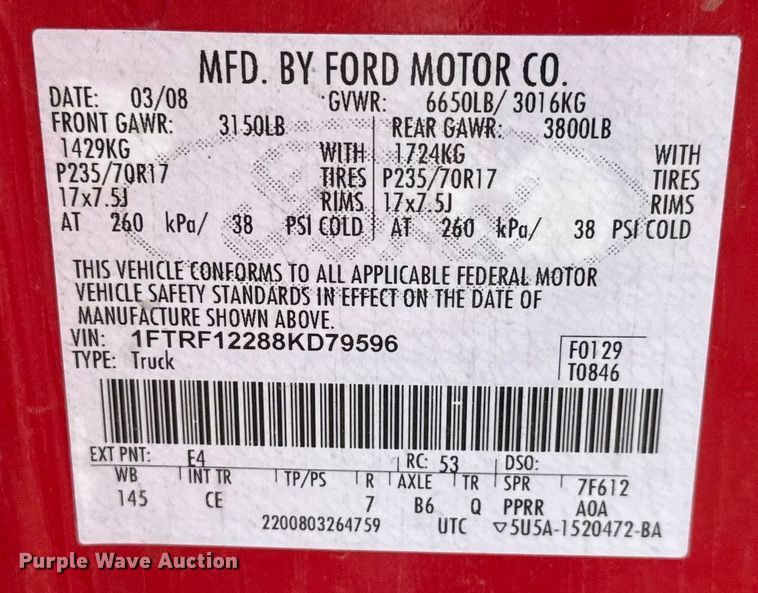 MFD. BY FORD MOTOR CO.
DATE: 03/08 GVWR: 6650LB/ 3016KG
FRONT GAWR: 3150LB REAR GAWR: 3800LB
1429KG WITH 1724KG WITH
P235/70R17 TIRES P235/70R17 TIRES
17x7.5J RIMS 17x7.5J RIMS
AT 260 kPa/ 38 PSI COLD AT 260 kPa/ 38 PSI COLD
THIS VEHICLE CONFORMS TO ALL APPLICABLE FEDERAL MOTOR
VEHICLE SAFETY STANDARDS IN EFFECT ON THE DATE OF
MANUFACTURE SHOWN ABOVE.
VIN: 1FTRF12288KD79596 F0129
TYPE: Truck T0846
EXT PNT: E4 RC: 53 DSO:
WB INT TR TP/PS R AXLE TR SPR 7F612
145 CE 7 B6 Q PPRR A0A
2200803264759 UTC ▽5U5A-1520472-BA
Purple Wave Auction